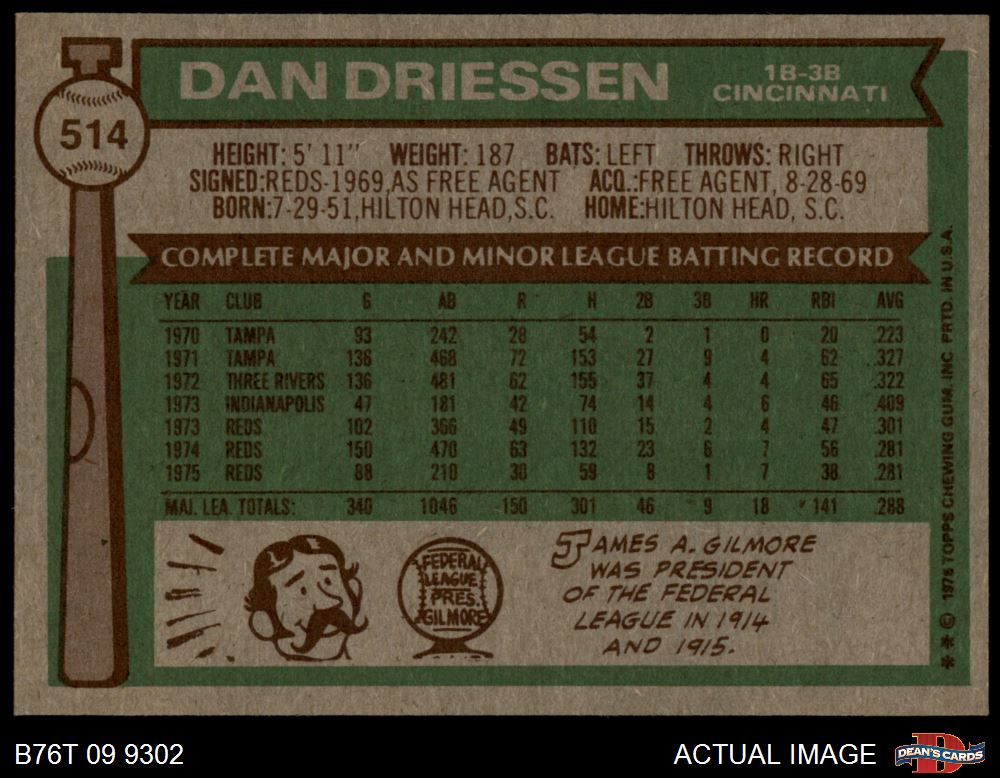 DAN DRIESSEN
1B-3B
CINCINNATI
514
HEIGHT: 5' 11" WEIGHT: 187 BATS: LEFT THROWS: RIGHT
SIGNED:REDS-1969,AS FREE AGENT ACQ.:FREE AGENT, 8-28-69
BORN:7-29-51,HILTON HEAD,S.C. HOME:HILTON HEAD, S.C.
COMPLETE MAJOR AND MINOR LEAGUE BATTING RECORD
YEAR CLUB G AB R H 2B 3B HR RBI AVG
1970 TAMPA 93 242 28 54 2 1 0 20 .223
1971 TAMPA 136 468 72 153 27 9 4 62 .327
1972 THREE RIVERS 136 481 62 155 37 4 4 65 .322
1973 INDIANAPOLIS 47 181 42 74 14 4 6 46 .409
1973 REDS 102 366 49 110 15 2 4 47 .301
1974 REDS 150 470 63 132 23 6 7 56 .281
1975 REDS 88 210 38 59 8 1 7 38 .281
MAJ. LEA. TOTALS: 340 1046 150 301 46 9 18 141 .288
FEDERAL
LEAGUE
PRES.
GILMORE
JAMES A. GILMORE
WAS PRESIDENT
OF THE FEDERAL
LEAGUE IN 1914
AND 1915.
* * © 1976 TOPPS CHEWING GUM, INC. PRTD. IN U.S.A.
B76T 09 9302
ACTUAL IMAGE
D
DEAN'S CARDS